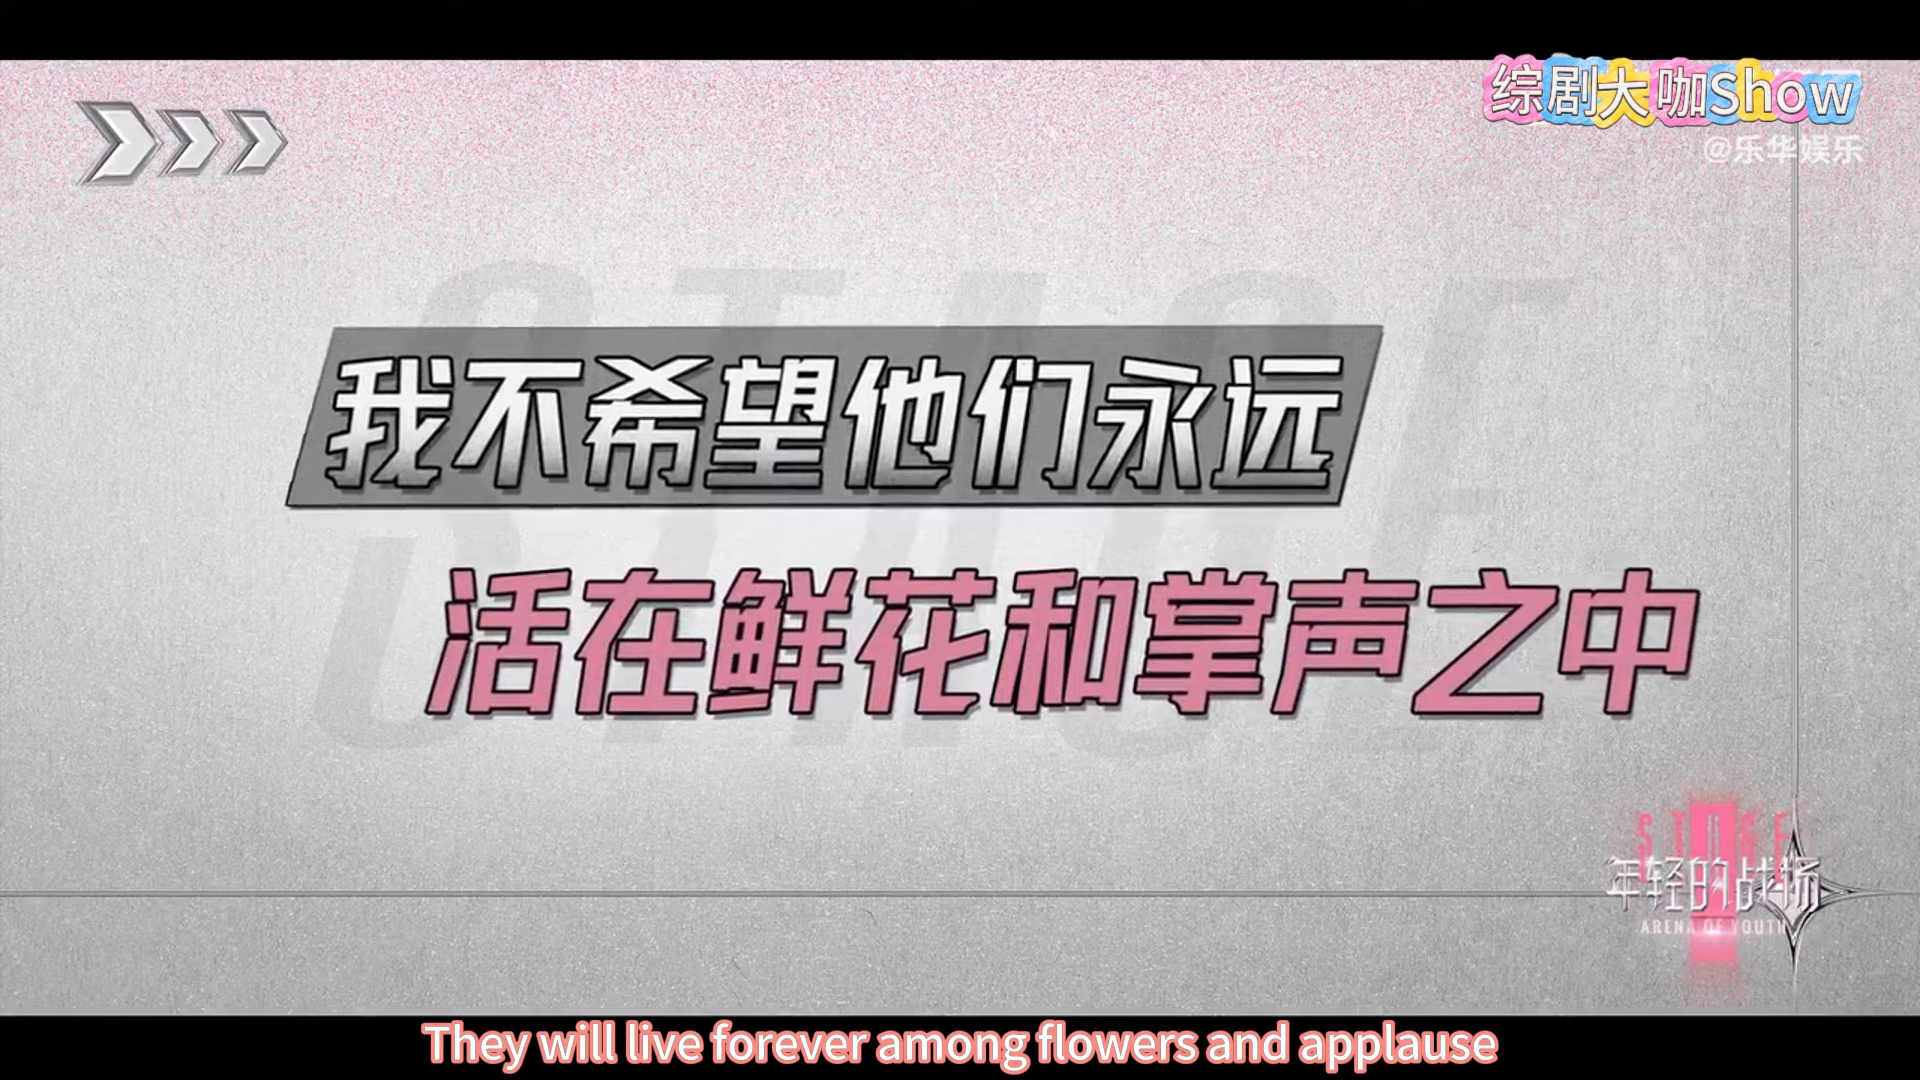 综剧大咖Show
@乐华娱乐
STAGE
我不希望他们永远
活在鲜花和掌声之中
STAGE
年轻的战场
ARENA OF YOUTH
They will live forever among flowers and applause